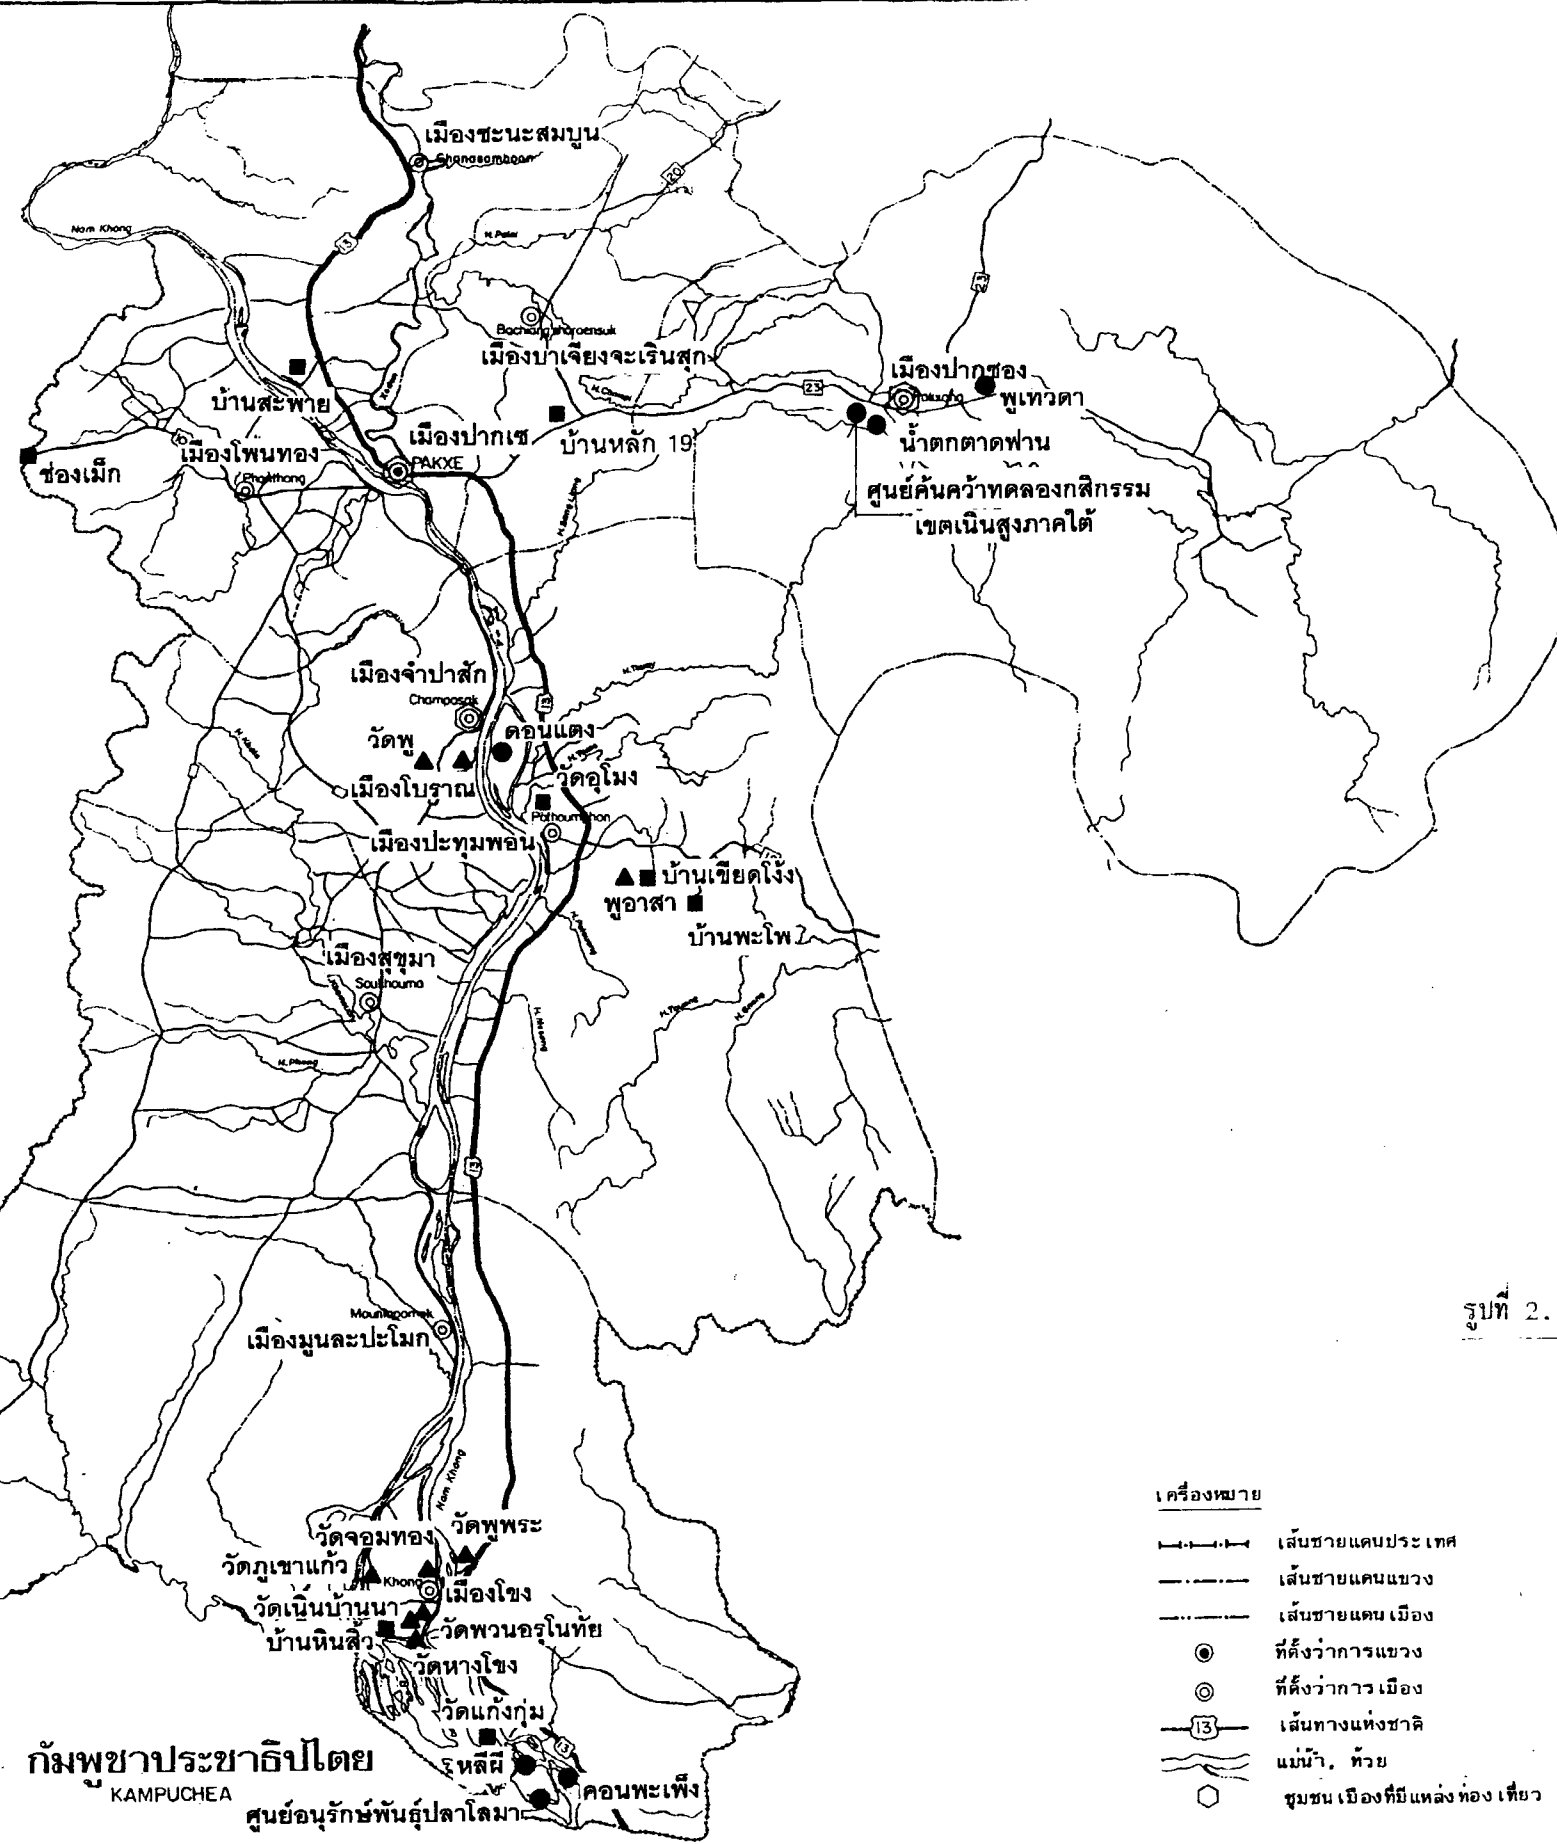 เมืองชะนะสมบูน
Shanasamboon
20
Nam Khong
13
H. Palai
Bachiang sharoensuk
เมืองบาเจียงจะเรินสุก
23
H. Champi
23
เมืองปากซอง
Paksong
ภูเทวดา
บ้านสะพาย
Xedon
บ้านหลัก 19
น้ำตกตาดฟาน
เมืองปากเซ
PAKXE
เมืองโพนทอง
Phonthong
ช่องเม็ก
ศูนย์ค้นคว้าทดลองกสิกรรม
เขตเนินสูงภาคใต้
H. Bang Liang
เมืองจำปาสัก
Champasak
13
ดอนแดง
วัดพู
เมืองโบราณ
วัดอุโมง
Pathoumphon
เมืองปะทุมพอน
บ้านเขียดโง้ง
พูอาสา
บ้านพะโพ
เมืองสุขุมา
Soukhouma
H. Phang
13
Mounlapamok
เมืองมูนละปะโมก
รูปที่ 2.
Nam Khong
วัดจอมทอง
วัดพูพระ
วัดภูเขาแก้ว
Khong
เมืองโขง
วัดเนินบ้านนา
วัดพวนอรุโนทัย
บ้านหินสิ้ว
วัดหางโขง
วัดแก้งกุ่ม
13
หลี่ผี
คอนพะเพ็ง
ศูนย์อนุรักษ์พันธุ์ปลาโลมา
กัมพูชาประชาธิปไตย
KAMPUCHEA
เครื่องหมาย
เส้นชายแดนประเทศ
เส้นชายแดนแขวง
เส้นชายแดนเมือง
ที่ตั้งว่าการแขวง
ที่ตั้งว่าการเมือง
13 เส้นทางแห่งชาติ
แม่น้ำ, ห้วย
ชุมชนเมืองที่มีแหล่งท่องเที่ยว